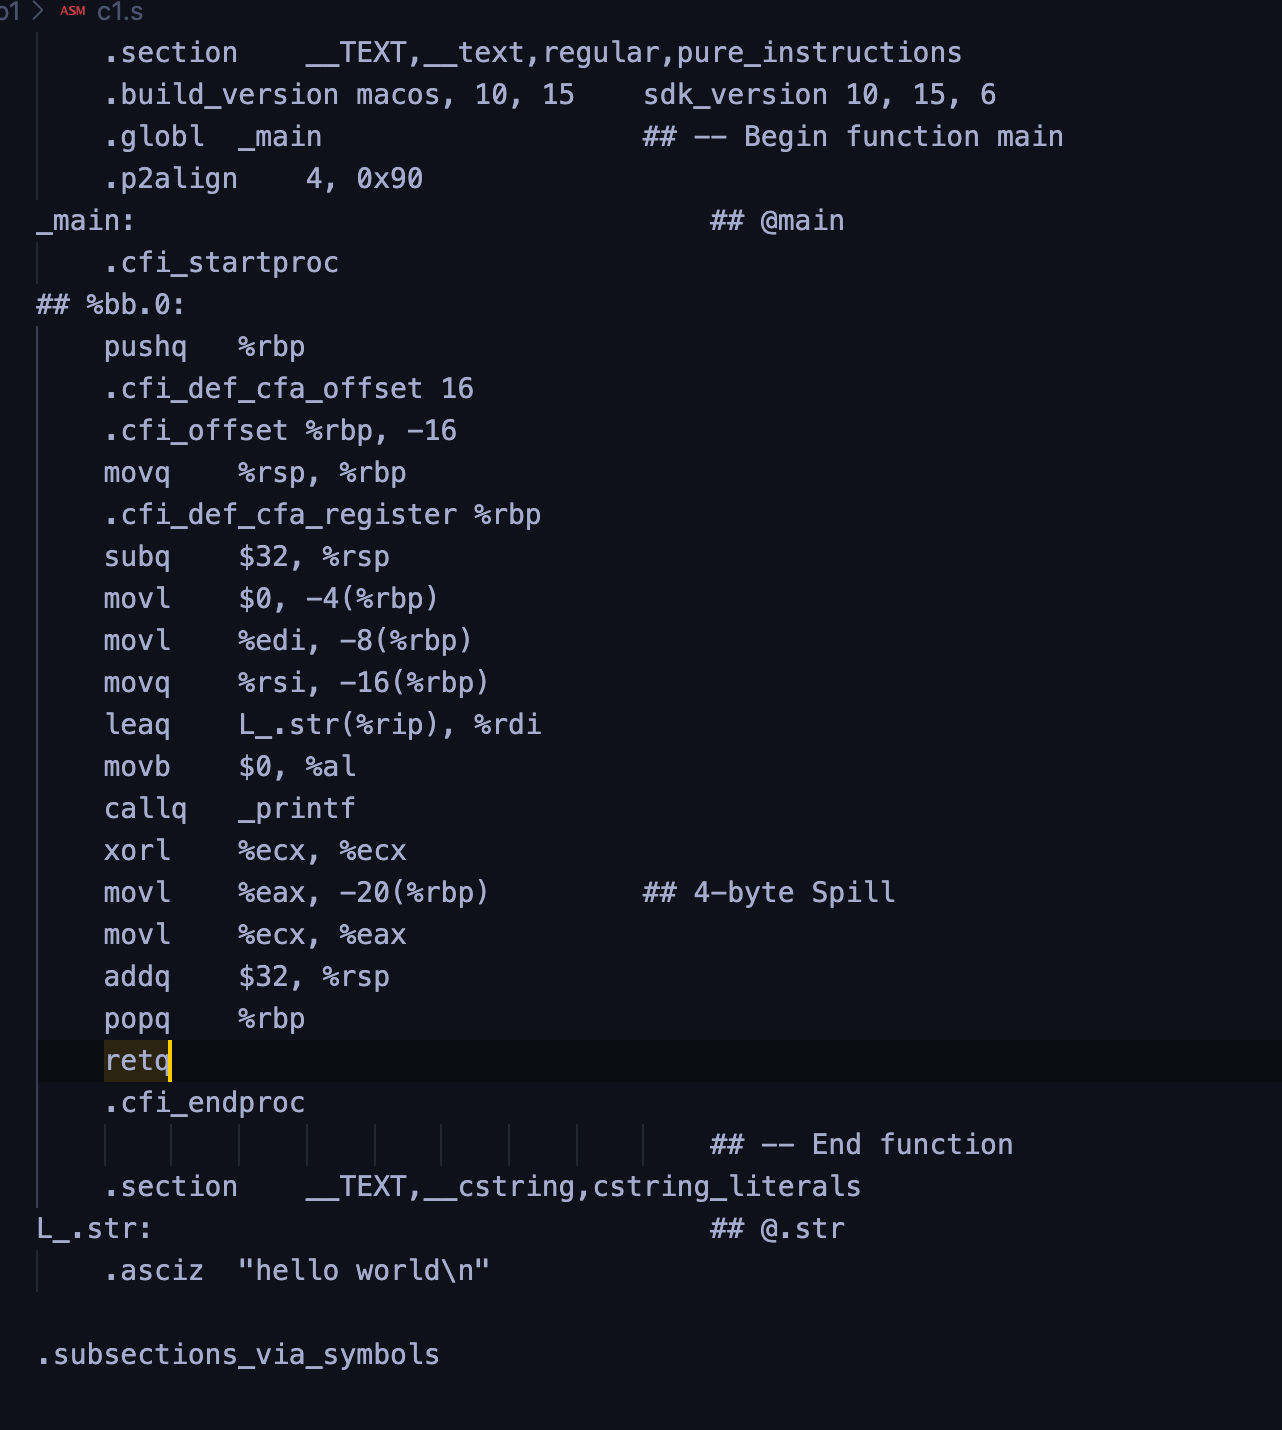 > ASM c1.s
.section __TEXT,__text,regular,pure_instructions
.build_version macos, 10, 15 sdk_version 10, 15, 6
.globl _main ## -- Begin function main
.p2align 4, 0x90
_main: ## @main
.cfi_startproc
## %bb.0:
pushq %rbp
.cfi_def_cfa_offset 16
.cfi_offset %rbp, -16
movq %rsp, %rbp
.cfi_def_cfa_register %rbp
subq $32, %rsp
movl $0, -4(%rbp)
movl %edi, -8(%rbp)
movq %rsi, -16(%rbp)
leaq L_.str(%rip), %rdi
movb $0, %al
callq _printf
xorl %ecx, %ecx
movl %eax, -20(%rbp) ## 4-byte Spill
movl %ecx, %eax
addq $32, %rsp
popq %rbp
retq
.cfi_endproc
## -- End function
.section __TEXT,__cstring,cstring_literals
L_.str: ## @.str
.asciz "hello world\n"
.subsections_via_symbols